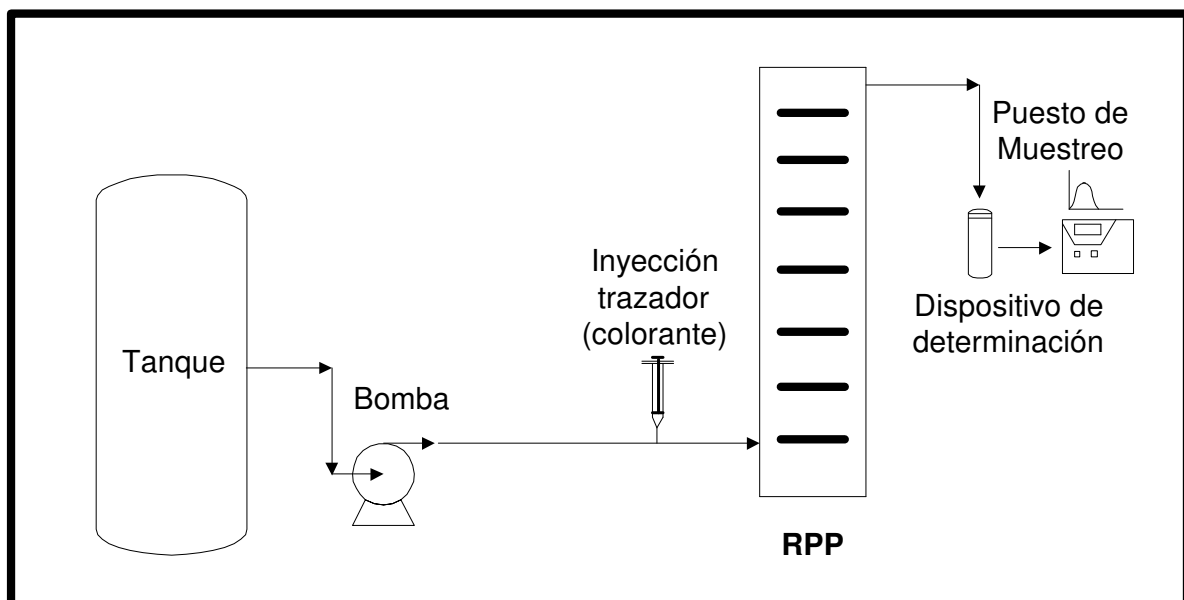 Tanque
Bomba
Inyección
trazador
(colorante)
RPP
Puesto de
Muestreo
Dispositivo de
determinación